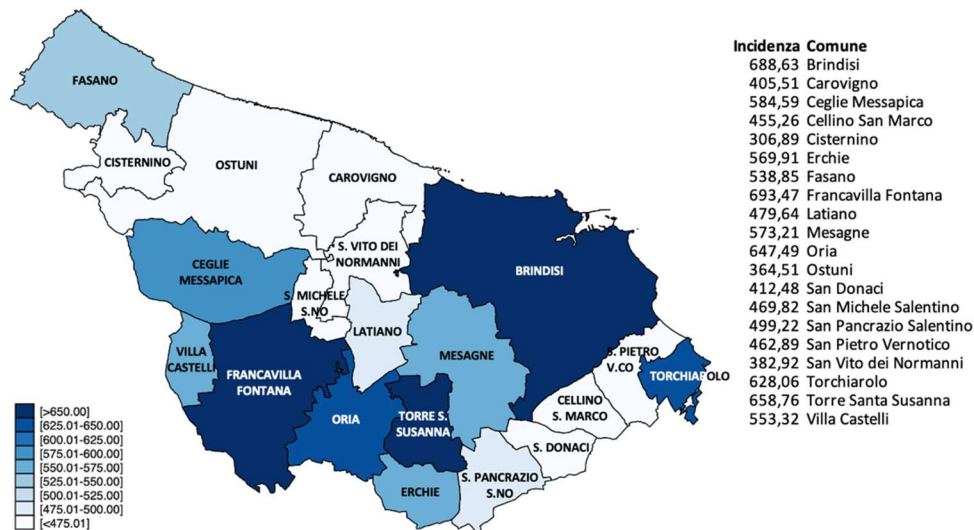 FASANO
CISTERNINO
OSTUNI
CAROVIGNO
S. VITO DEI
NORMANNI
CEGLIE
MESSAPICA
S. MICHELE
S.NO
BRINDISI
LATIANO
VILLA
CASTELLI
FRANCAVILLA
FONTANA
MESAGNE
S. PIETRO
V.CO
TORCHIAROLO
ORIA
TORRE S.
SUSANNA
CELLINO
S. MARCO
S. DONACI
ERCHIE
S. PANCRAZIO
S.NO
[>650.00]
[625.01-650.00]
[600.01-625.00]
[575.01-600.00]
[550.01-575.00]
[525.01-550.00]
[500.01-525.00]
[475.01-500.00]
[<475.01]
Incidenza Comune
688,63 Brindisi
405,51 Carovigno
584,59 Ceglie Messapica
455,26 Cellino San Marco
306,89 Cisternino
569,91 Erchie
538,85 Fasano
693,47 Francavilla Fontana
479,64 Latiano
573,21 Mesagne
647,49 Oria
364,51 Ostuni
412,48 San Donaci
469,82 San Michele Salentino
499,22 San Pancrazio Salentino
462,89 San Pietro Vernotico
382,92 San Vito dei Normanni
628,06 Torchiarolo
658,76 Torre Santa Susanna
553,32 Villa Castelli